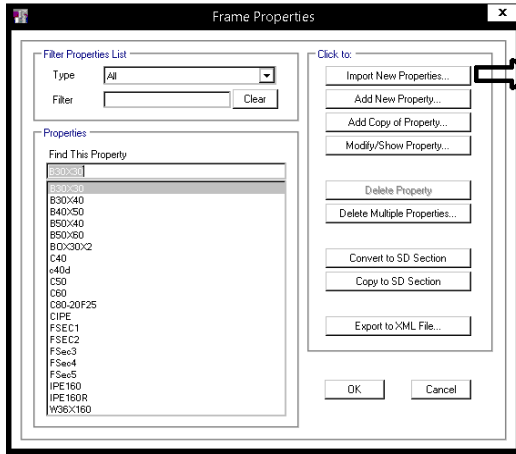 Frame Properties
x
Filter Properties List
Type
All
Filter
Clear
Properties
Find This Property
B30X30
B30X30
B30X40
B40X50
B50X40
B50X60
BOX30X2
C40
c40d
C50
C60
C80-20F25
CIPE
FSEC1
FSEC2
FSec3
FSec4
FSec5
IPE160
IPE160R
W36X160
Click to:
Import New Properties...
Add New Property...
Add Copy of Property...
Modify/Show Property...
Delete Property
Delete Multiple Properties...
Convert to SD Section
Copy to SD Section
Export to XML File...
OK
Cancel